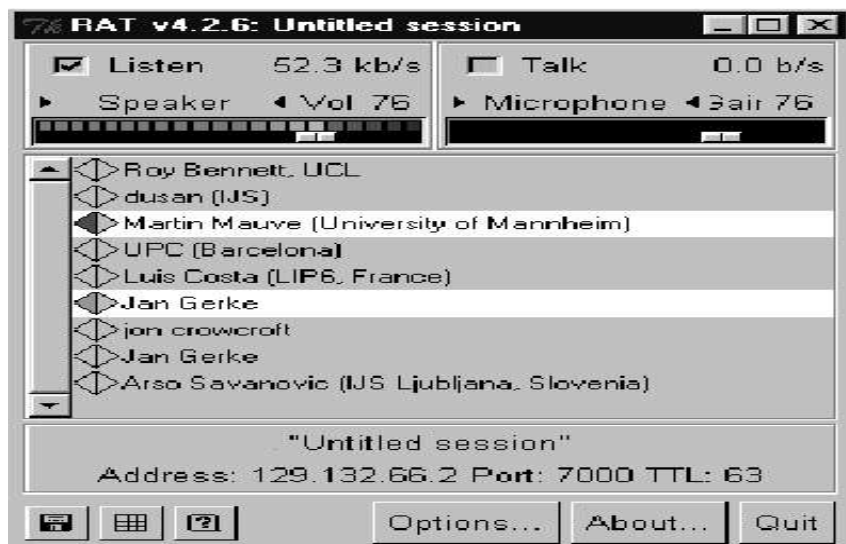 RAT v4.2.6: Untitled session
Listen 52.3 kb/s Talk 0.0 b/s
Speaker Vol 76 Microphone Gair 76
Roy Bennett, UCL
dusan (IJS)
Martin Mauve (University of Mannheim)
UPC (Barcelona)
Luis Costa (LIP6, France)
Jan Gerke
jon crowcroft
Jan Gerke
Arso Savanovic (IJS Ljubljana, Slovenia)
"Untitled session"
Address: 129.132.66.2 Port: 7000 TTL: 63
Options... About... Quit